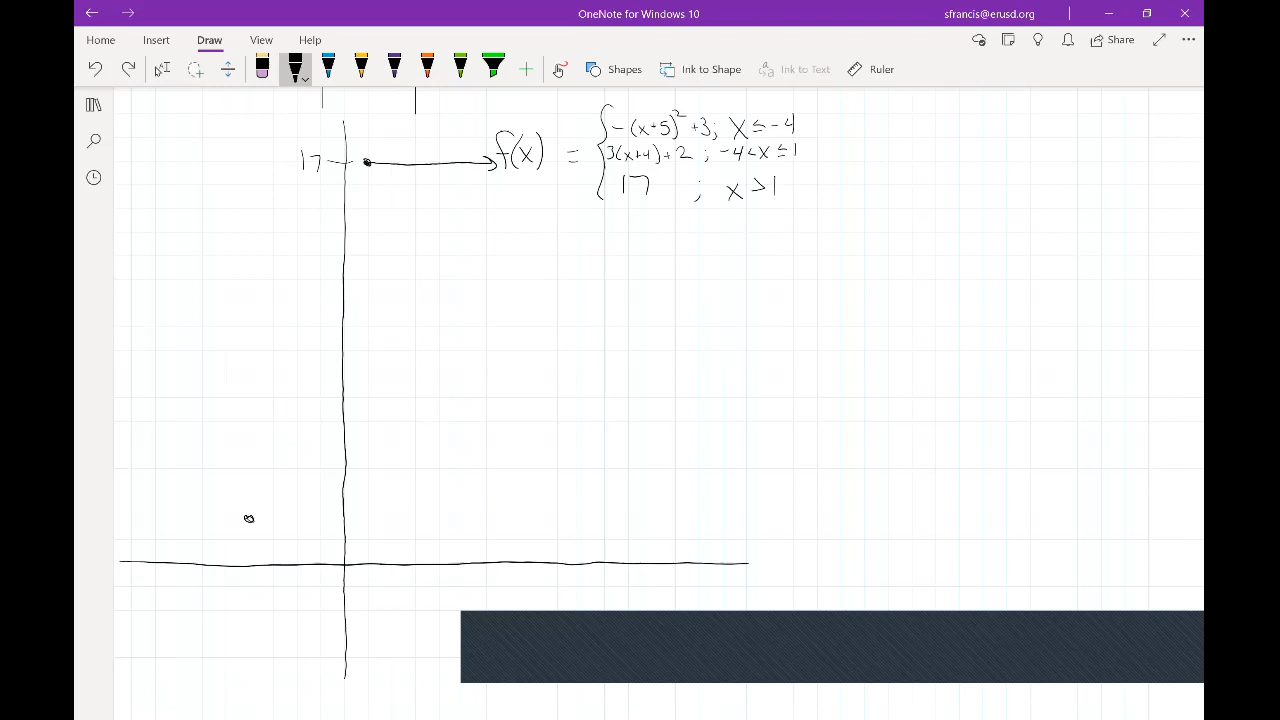 OneNote for Windows 10
sfrancis@erusd.org
Home Insert Draw View Help
Share
Shapes Ink to Shape Ink to Text Ruler
-(x+5)²+3; x ≤ -4
17 f(x) = { 3(x+4)+2 ; -4<x≤1
17 ; x >1